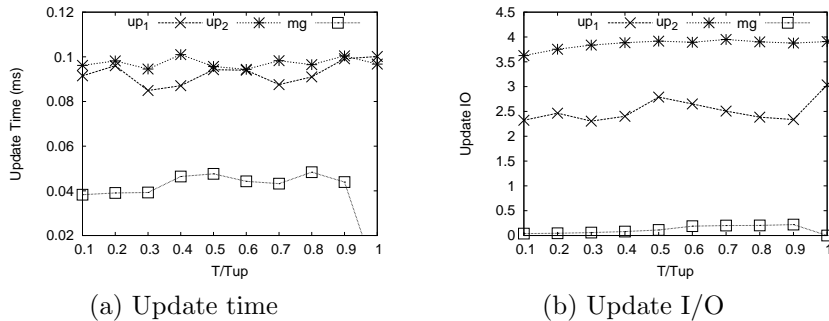 up1 up2 mg
0.1
0.08
0.06
0.04
0.02
Update Time (ms)
0.1 0.2 0.3 0.4 0.5 0.6 0.7 0.8 0.9 1
T/Tup
(a) Update time
up1 up2 mg
4.5
4
3.5
3
2.5
2
1.5
1
0.5
0
Update IO
0.1 0.2 0.3 0.4 0.5 0.6 0.7 0.8 0.9 1
T/Tup
(b) Update I/O